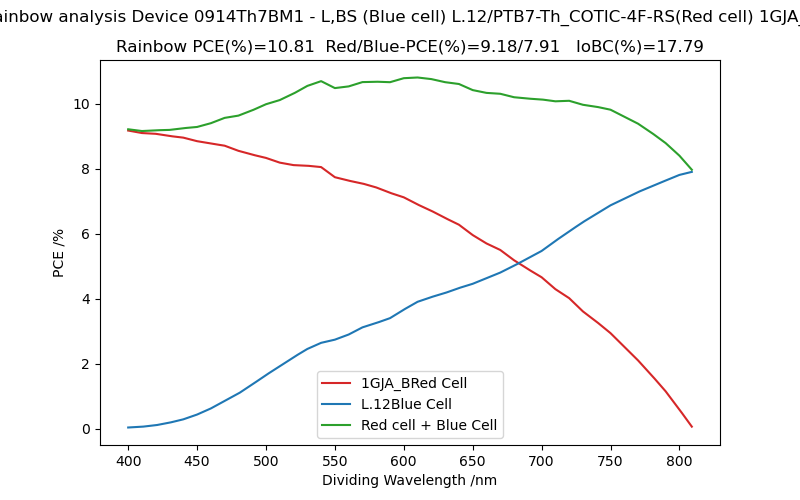 ainbow analysis Device 0914Th7BM1 - L,BS (Blue cell) L.12/PTB7-Th_COTIC-4F-RS(Red cell) 1GJA_
Rainbow PCE(%)=10.81 Red/Blue-PCE(%)=9.18/7.91 IoBC(%)=17.79
PCE /%
10
8
6
4
2
0
1GJA_BRed Cell
L.12Blue Cell
Red cell + Blue Cell
400 450 500 550 600 650 700 750 800
Dividing Wavelength /nm